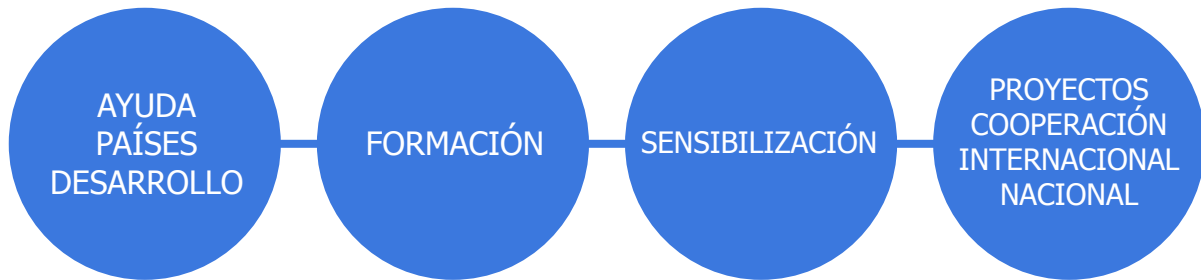 AYUDA
PAÍSES
DESARROLLO
FORMACIÓN
SENSIBILIZACIÓN
PROYECTOS
COOPERACIÓN
INTERNACIONAL
NACIONAL